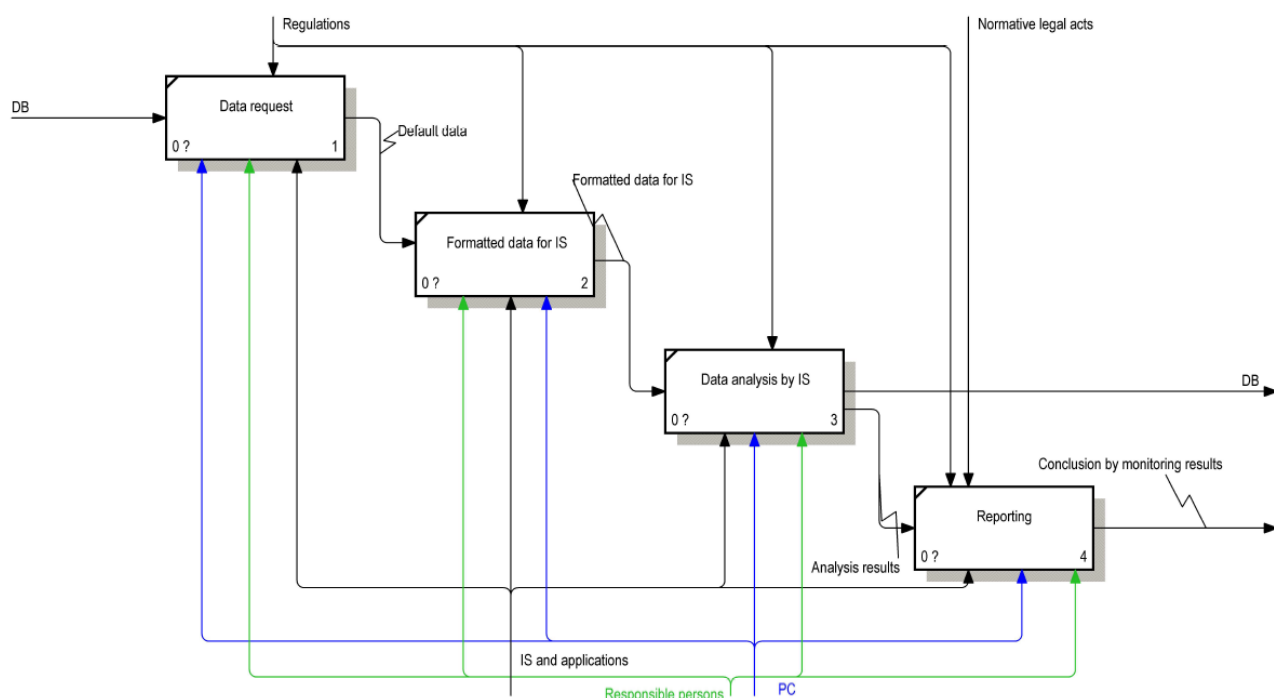 Regulations
Normative legal acts
DB
Data request
0 ?
1
Default data
Formatted data for IS
Formatted data for IS
0 ?
2
Data analysis by IS
0 ?
3
DB
Conclusion by monitoring results
Reporting
0 ?
4
Analysis results
IS and applications
Responsible persons
PC